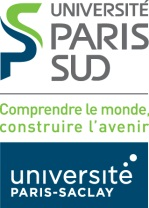 UNIVERSITÉ
PARIS
SUD
Comprendre le monde,
construire l'avenir
université
PARIS-SACLAY